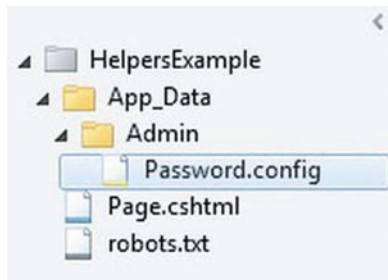 HelpersExample
App_Data
Admin
Password.config
Page.cshtml
robots.txt